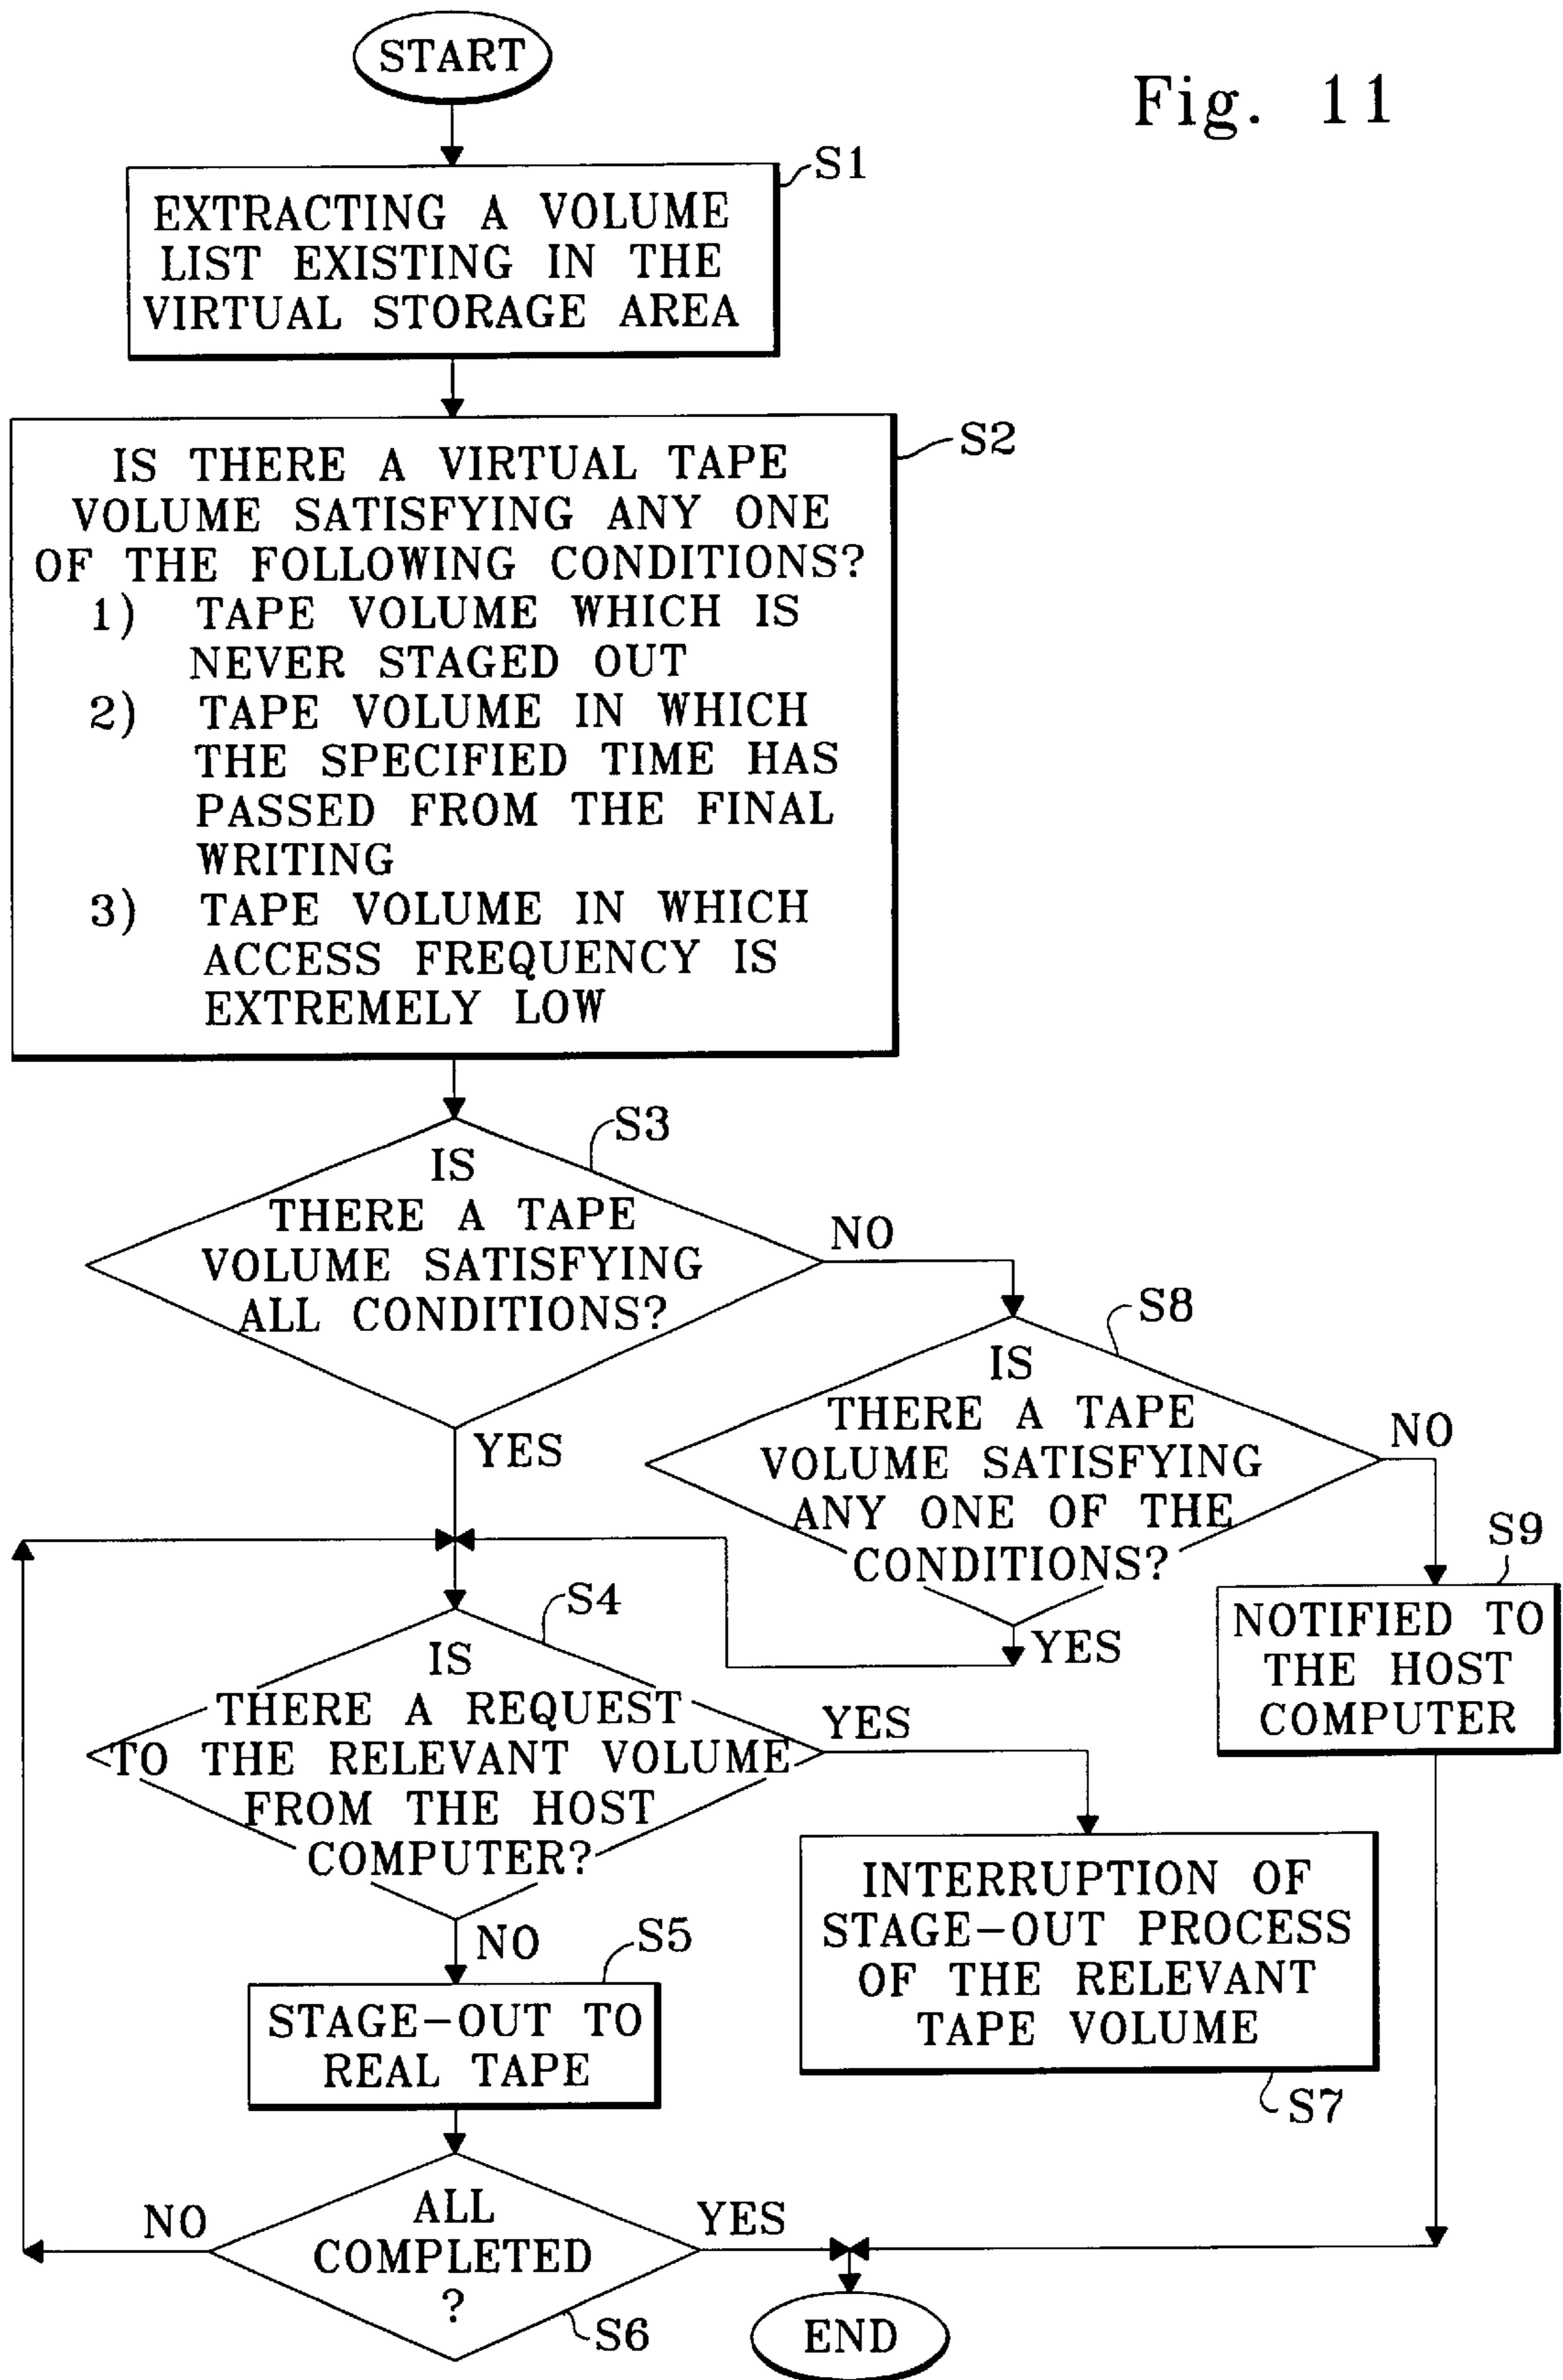 START
Fig. 11
S1
EXTRACTING A VOLUME
LIST EXISTING IN THE
VIRTUAL STORAGE AREA
S2
IS THERE A VIRTUAL TAPE
VOLUME SATISFYING ANY ONE
OF THE FOLLOWING CONDITIONS?
1) TAPE VOLUME WHICH IS
NEVER STAGED OUT
2) TAPE VOLUME IN WHICH
THE SPECIFIED TIME HAS
PASSED FROM THE FINAL
WRITING
3) TAPE VOLUME IN WHICH
ACCESS FREQUENCY IS
EXTREMELY LOW
S3
IS
THERE A TAPE
VOLUME SATISFYING
ALL CONDITIONS?
NO
YES
S8
IS
THERE A TAPE
VOLUME SATISFYING
ANY ONE OF THE
CONDITIONS?
NO
YES
S9
NOTIFIED TO
THE HOST
COMPUTER
S4
IS
THERE A REQUEST
TO THE RELEVANT VOLUME
FROM THE HOST
COMPUTER?
YES
NO
INTERRUPTION OF
STAGE-OUT PROCESS
OF THE RELEVANT
TAPE VOLUME
S7
S5
STAGE-OUT TO
REAL TAPE
NO
ALL
COMPLETED
?
YES
S6
END